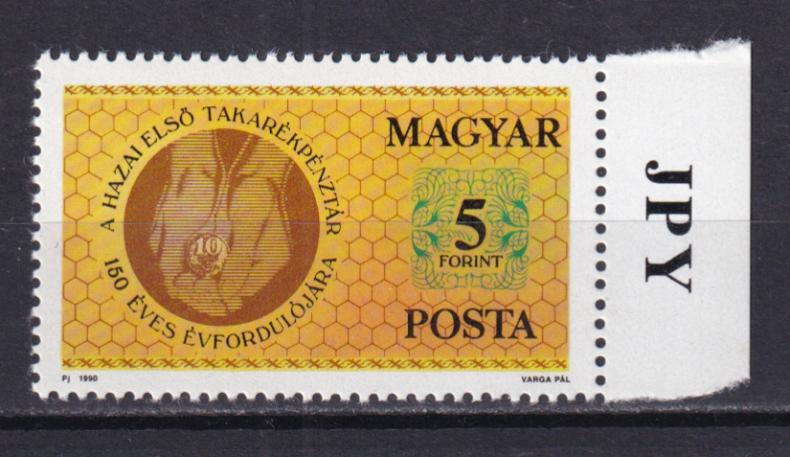 A HAZAI ELSŐ TAKARÉKPÉNZTÁR
150 ÉVES ÉVFORDULÓJÁRA
10
MAGYAR
5
FORINT
POSTA
Pj 1990
VARGA PÁL
JPY